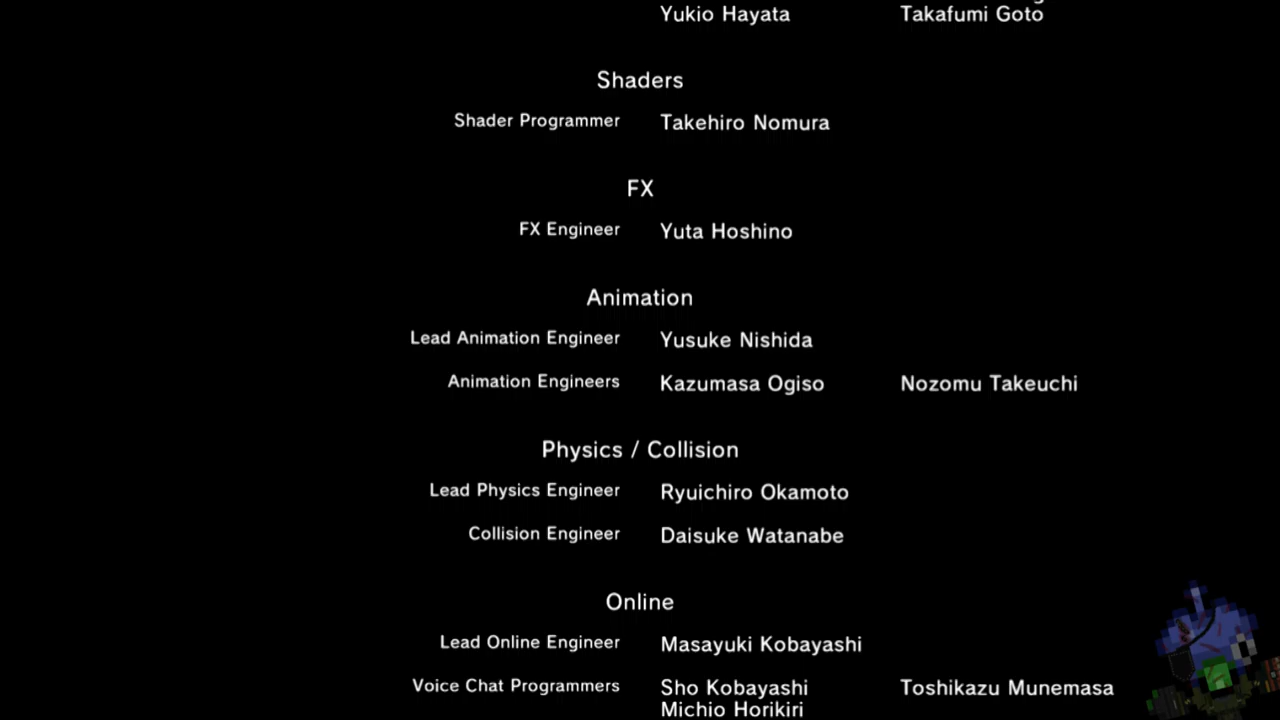 Yukio Hayata Takafumi Goto
Shaders
Shader Programmer Takehiro Nomura
FX
FX Engineer Yuta Hoshino
Animation
Lead Animation Engineer Yusuke Nishida
Animation Engineers Kazumasa Ogiso Nozomu Takeuchi
Physics / Collision
Lead Physics Engineer Ryuichiro Okamoto
Collision Engineer Daisuke Watanabe
Online
Lead Online Engineer Masayuki Kobayashi
Voice Chat Programmers Sho Kobayashi Toshikazu Munemasa
Michio Horikiri